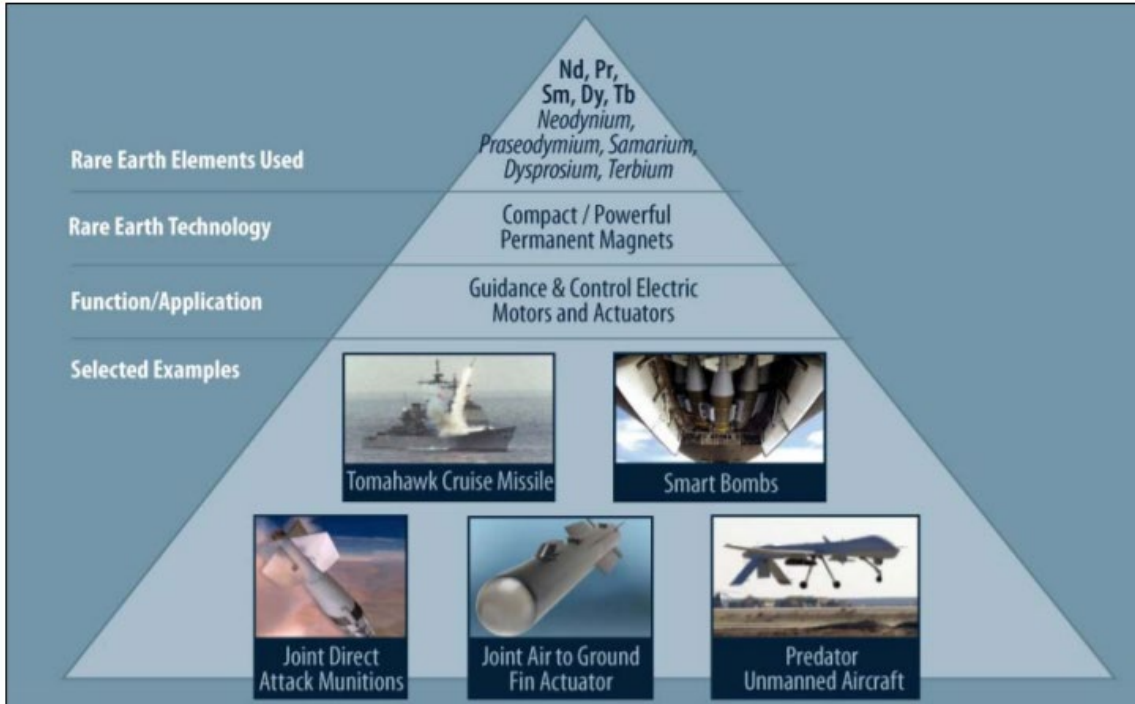 Nd, Pr,
Sm, Dy, Tb
Neodynium,
Praseodymium, Samarium,
Dysprosium, Terbium
Rare Earth Elements Used
Rare Earth Technology
Compact / Powerful
Permanent Magnets
Function/Application
Guidance & Control Electric
Motors and Actuators
Selected Examples
Tomahawk Cruise Missile
Smart Bombs
Joint Direct
Attack Munitions
Joint Air to Ground
Fin Actuator
Predator
Unmanned Aircraft